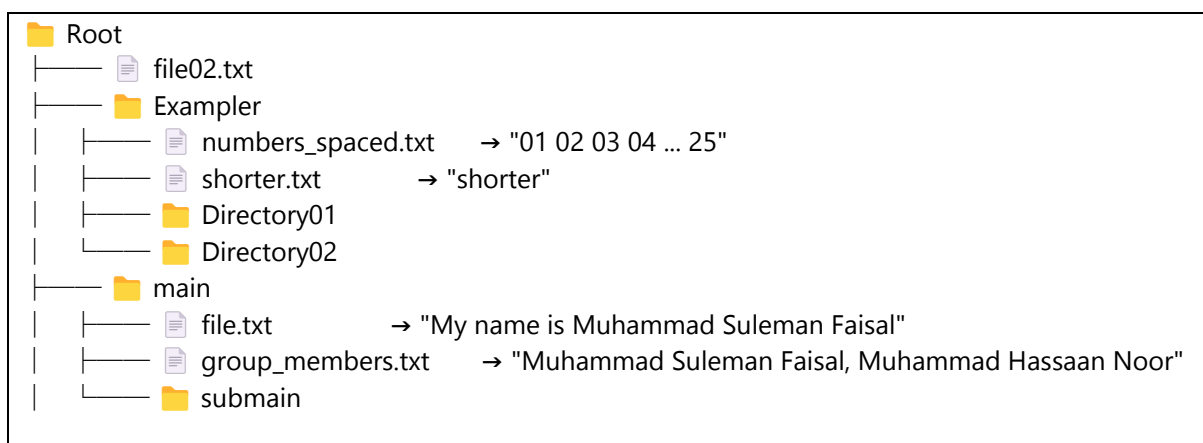 Root
├─── file02.txt
├─── Exampler
│ ├─── numbers_spaced.txt → "01 02 03 04 ... 25"
│ ├─── shorter.txt → "shorter"
│ ├─── Directory01
│ └─── Directory02
├─── main
│ ├─── file.txt → "My name is Muhammad Suleman Faisal"
│ ├─── group_members.txt → "Muhammad Suleman Faisal, Muhammad Hassaan Noor"
│ └─── submain